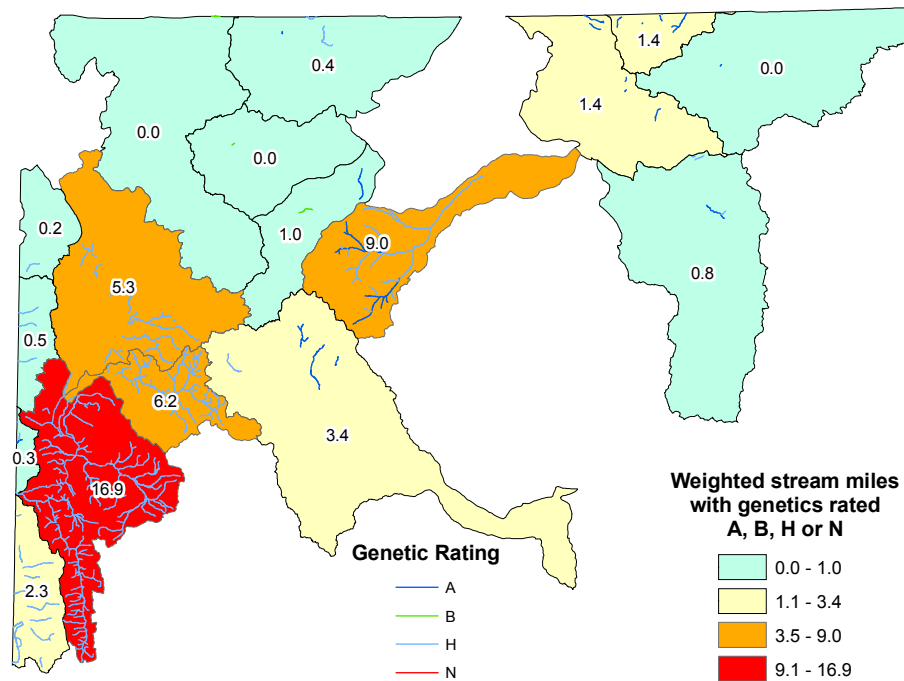 0.4
1.4
0.0
1.4
0.0
0.0
0.2
1.0
9.0
0.8
5.3
0.5
6.2
3.4
0.3
16.9
2.3
Genetic Rating
A
B
H
N
Weighted stream miles
with genetics rated
A, B, H or N
0.0 - 1.0
1.1 - 3.4
3.5 - 9.0
9.1 - 16.9